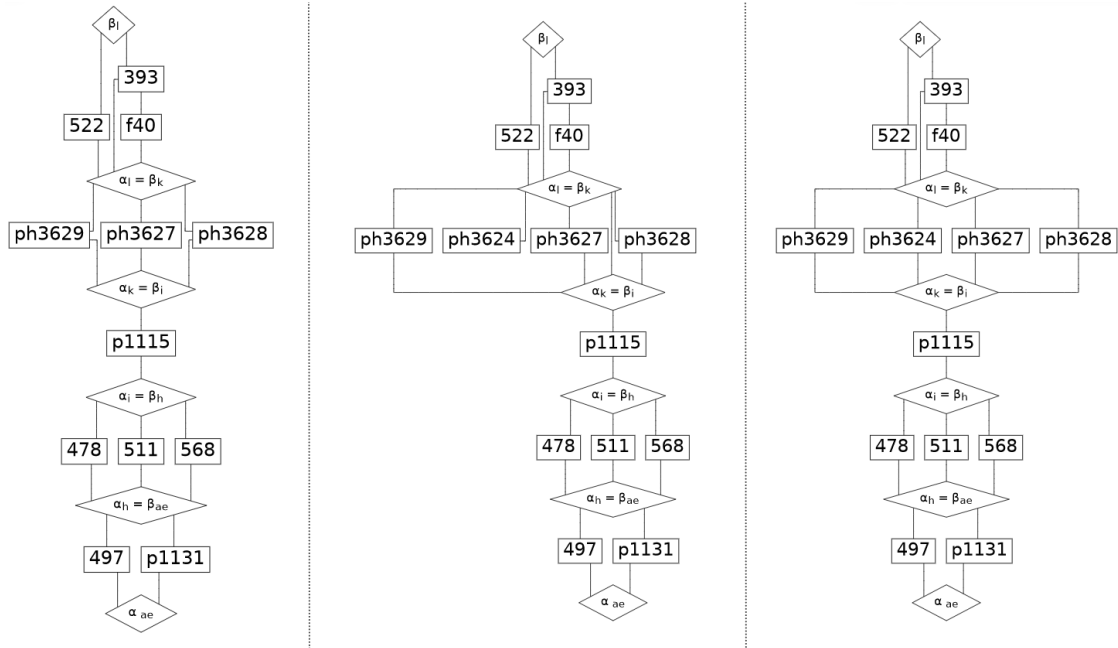 βl
393
522 f40
αl = βk
ph3629 ph3627 ph3628
αk = βi
p1115
αi = βh
478 511 568
αh = βae
497 p1131
α ae
βl
393
522 f40
αl = βk
ph3629 ph3624 ph3627 ph3628
αk = βi
p1115
αi = βh
478 511 568
αh = βae
497 p1131
α ae
βl
393
522 f40
αl = βk
ph3629 ph3624 ph3627 ph3628
αk = βi
p1115
αi = βh
478 511 568
αh = βae
497 p1131
α ae